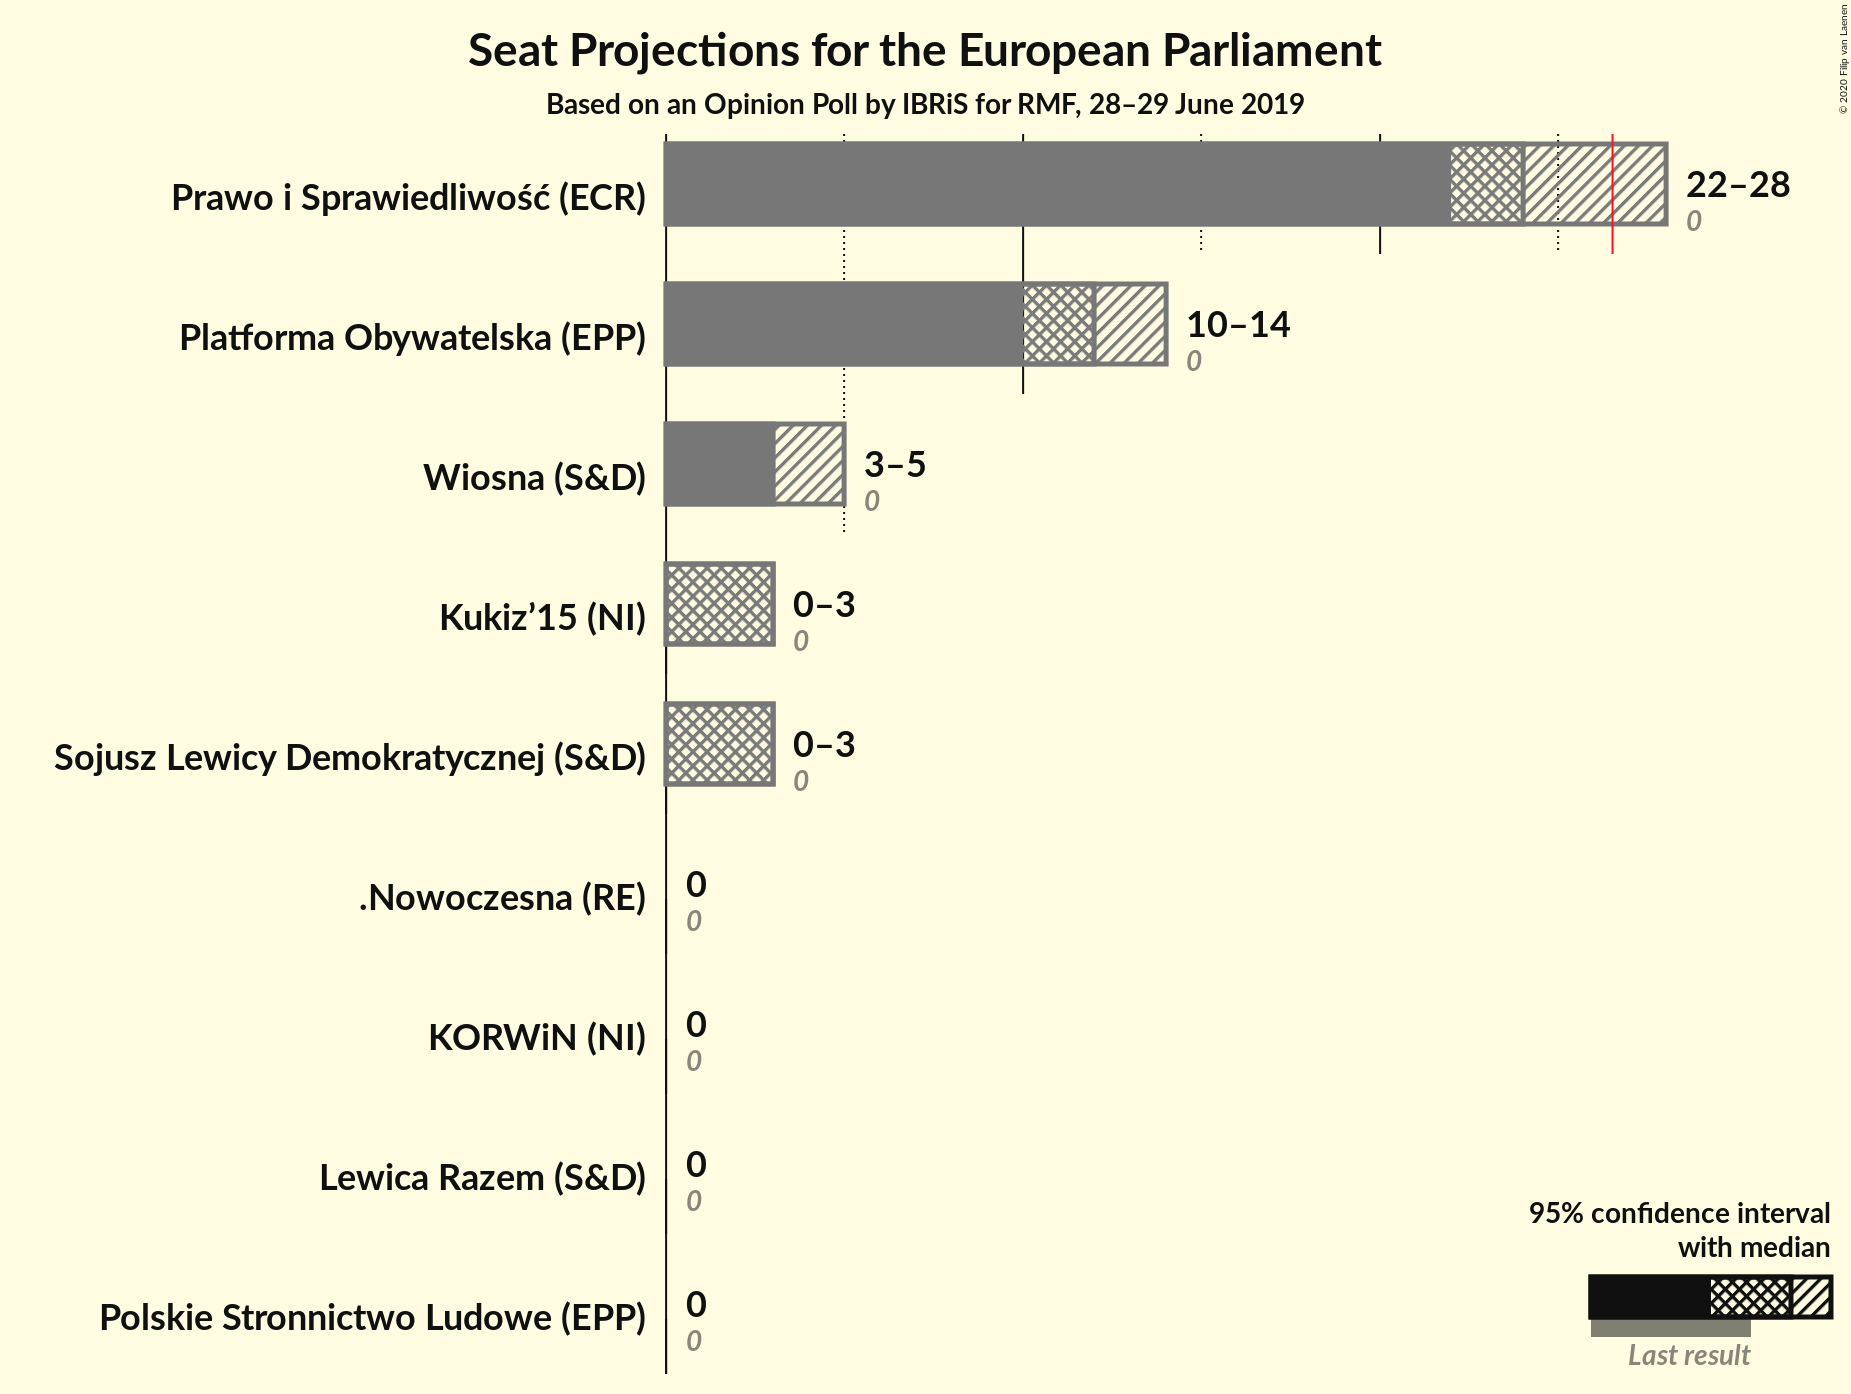 Seat Projections for the European Parliament
Based on an Opinion Poll by IBRiS for RMF, 28–29 June 2019
© 2020 Filip van Laenen
Prawo i Sprawiedliwość (ECR)
22–28
0
Platforma Obywatelska (EPP)
10–14
0
Wiosna (S&D)
3–5
0
Kukiz’15 (NI)
0–3
0
Sojusz Lewicy Demokratycznej (S&D)
0–3
0
.Nowoczesna (RE)
0
0
KORWiN (NI)
0
0
Lewica Razem (S&D)
0
0
Polskie Stronnictwo Ludowe (EPP)
0
0
95% confidence interval
with median
Last result